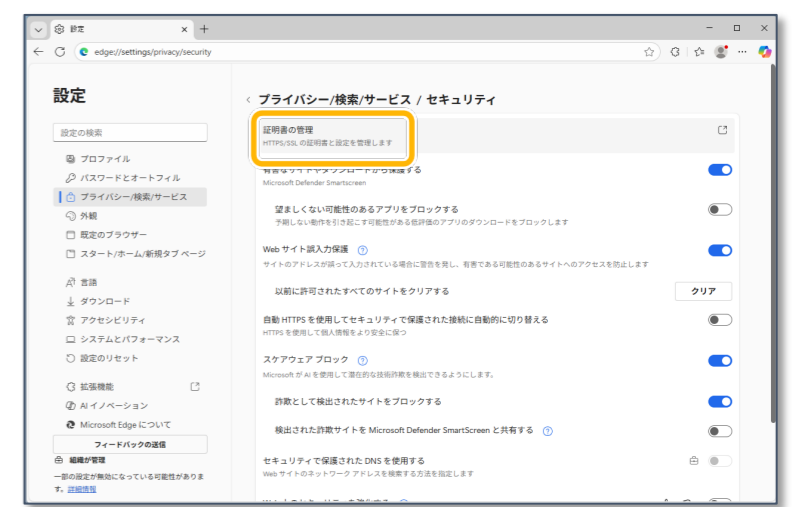 設定
edge://settings/privacy/security
設定
設定の検索
プロファイル
パスワードとオートフィル
プライバシー/検索/サービス
外観
既定のブラウザー
スタート/ホーム/新規タブ ページ
言語
ダウンロード
アクセシビリティ
システムとパフォーマンス
設定のリセット
拡張機能
AI イノベーション
Microsoft Edge について
フィードバックの送信
組織が管理
一部の設定が無効になっている可能性がありま
す。詳細情報
プライバシー/検索/サービス / セキュリティ
証明書の管理
HTTPS/SSL の証明書と設定を管理します
有害なサイトやダウンロードから保護する
Microsoft Defender Smartscreen
望ましくない可能性のあるアプリをブロックする
予期しない動作を引き起こす可能性がある低評価のアプリのダウンロードをブロックします
Web サイト誤入力保護
サイトのアドレスが誤って入力されている場合に警告を発し、有害である可能性のあるサイトへのアクセスを防止します
以前に許可されたすべてのサイトをクリアする
クリア
自動 HTTPS を使用してセキュリティで保護された接続に自動的に切り替える
HTTPS を使用して個人情報をより安全に保つ
スケアウェア ブロック
Microsoft が AI を使用して潜在的な技術詐欺を検出できるようにします。
詐欺として検出されたサイトをブロックする
検出された詐欺サイトを Microsoft Defender SmartScreen と共有する
セキュリティで保護された DNS を使用する
Web サイトのネットワーク アドレスを検索する方法を指定します